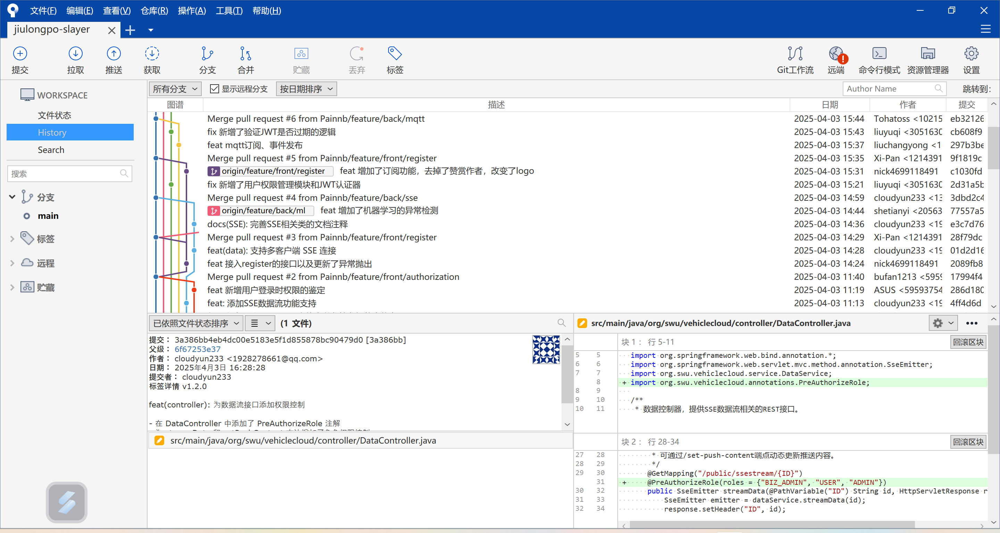 文件(F) 编辑(E) 查看(V) 仓库(R) 操作(A) 工具(T) 帮助(H)
jiulongpo-slayer
提交 拉取 推送 获取 分支 合并 贮藏 丢弃 标签 Git工作流 远端 命令行模式 资源管理器 设置
WORKSPACE
文件状态
History
Search
搜索
分支
main
标签
远程
贮藏
所有分支 显示远程分支 按日期排序 Author Name 跳转到:
图谱 描述 日期 作者 提交
Merge pull request #6 from Painnb/feature/back/mqtt 2025-04-03 15:44 Tohatoss <10215 eb32126
fix 新增了验证JWT是否过期的逻辑 2025-04-03 15:43 liuyuqi <3051630 cb608f9
feat mqtt订阅、事件发布 2025-04-03 15:37 liuchangyong <1 297b3be
Merge pull request #5 from Painnb/feature/front/register 2025-04-03 15:35 Xi-Pan <1214391 9f1819c
origin/feature/front/register feat 增加了订阅功能，去掉了赞赏作者，改变了logo 2025-04-03 15:31 nick4699118491 c1030fd
fix 新增了用户权限管理模块和JWT认证器 2025-04-03 15:21 liuyuqi <3051630 2d31a5b
Merge pull request #4 from Painnb/feature/back/sse 2025-04-03 14:59 cloudyun233 <13 3dbd2c4
origin/feature/back/ml feat 增加了机器学习的异常检测 2025-04-03 14:44 shetianyi <20563 77557a5
docs(SSE): 完善SSE相关类的文档注释 2025-04-03 14:36 cloudyun233 <19 e3c7d76
Merge pull request #3 from Painnb/feature/front/register 2025-04-03 14:29 Xi-Pan <1214391 28f79dc
feat(data): 支持多客户端 SSE 连接 2025-04-03 14:28 cloudyun233 <19 01d2d16
feat 接入register的接口以及更新了异常抛出 2025-04-03 14:24 nick4699118491 2089fb8
Merge pull request #2 from Painnb/feature/front/authorization 2025-04-03 11:40 bufan1213 <5959 17994f4
feat 新增用户登录时权限的鉴定 2025-04-03 11:19 ASUS <59593754 286d180
feat: 添加SSE数据流功能支持 2025-04-03 11:13 cloudyun233 <19 4ff4d6d
已依照文件状态排序 (1 文件)
提交： 3a386bb4eb4dc00e5183e5f1d855878bc90479d0 [3a386bb]
父级： 6f67253e37
作者： cloudyun233 <1928278661@qq.com>
日期： 2025年4月3日 16:28:28
提交者： cloudyun233
标签详情 v1.2.0
feat(controller): 为数据流接口添加权限控制
- 在 DataController 中添加了 PreAuthorizeRole 注解
src/main/java/org/swu/vehiclecloud/controller/DataController.java
src/main/java/org/swu/vehiclecloud/controller/DataController.java
块 1： 行 5-11 回滚区块
5 5 import org.springframework.web.bind.annotation.*;
6 6 import org.springframework.web.servlet.mvc.method.annotation.SseEmitter;
7 7 import org.swu.vehiclecloud.service.DataService;
8 + import org.swu.vehiclecloud.annotations.PreAuthorizeRole;
8 9
9 10 /**
10 11 * 数据控制器，提供SSE数据流相关的REST接口。
块 2： 行 28-34 回滚区块
27 28 * 可通过/set-push-content端点动态更新推送内容。
28 29 */
29 30 @GetMapping("/public/ssestream/{ID}")
31 + @PreAuthorizeRole(roles = {"BIZ_ADMIN", "USER", "ADMIN"})
30 32 public SseEmitter streamData(@PathVariable("ID") String id, HttpServletResponse r
31 33 SseEmitter emitter = dataService.streamData(id);
32 34 response.setHeader("ID", id);